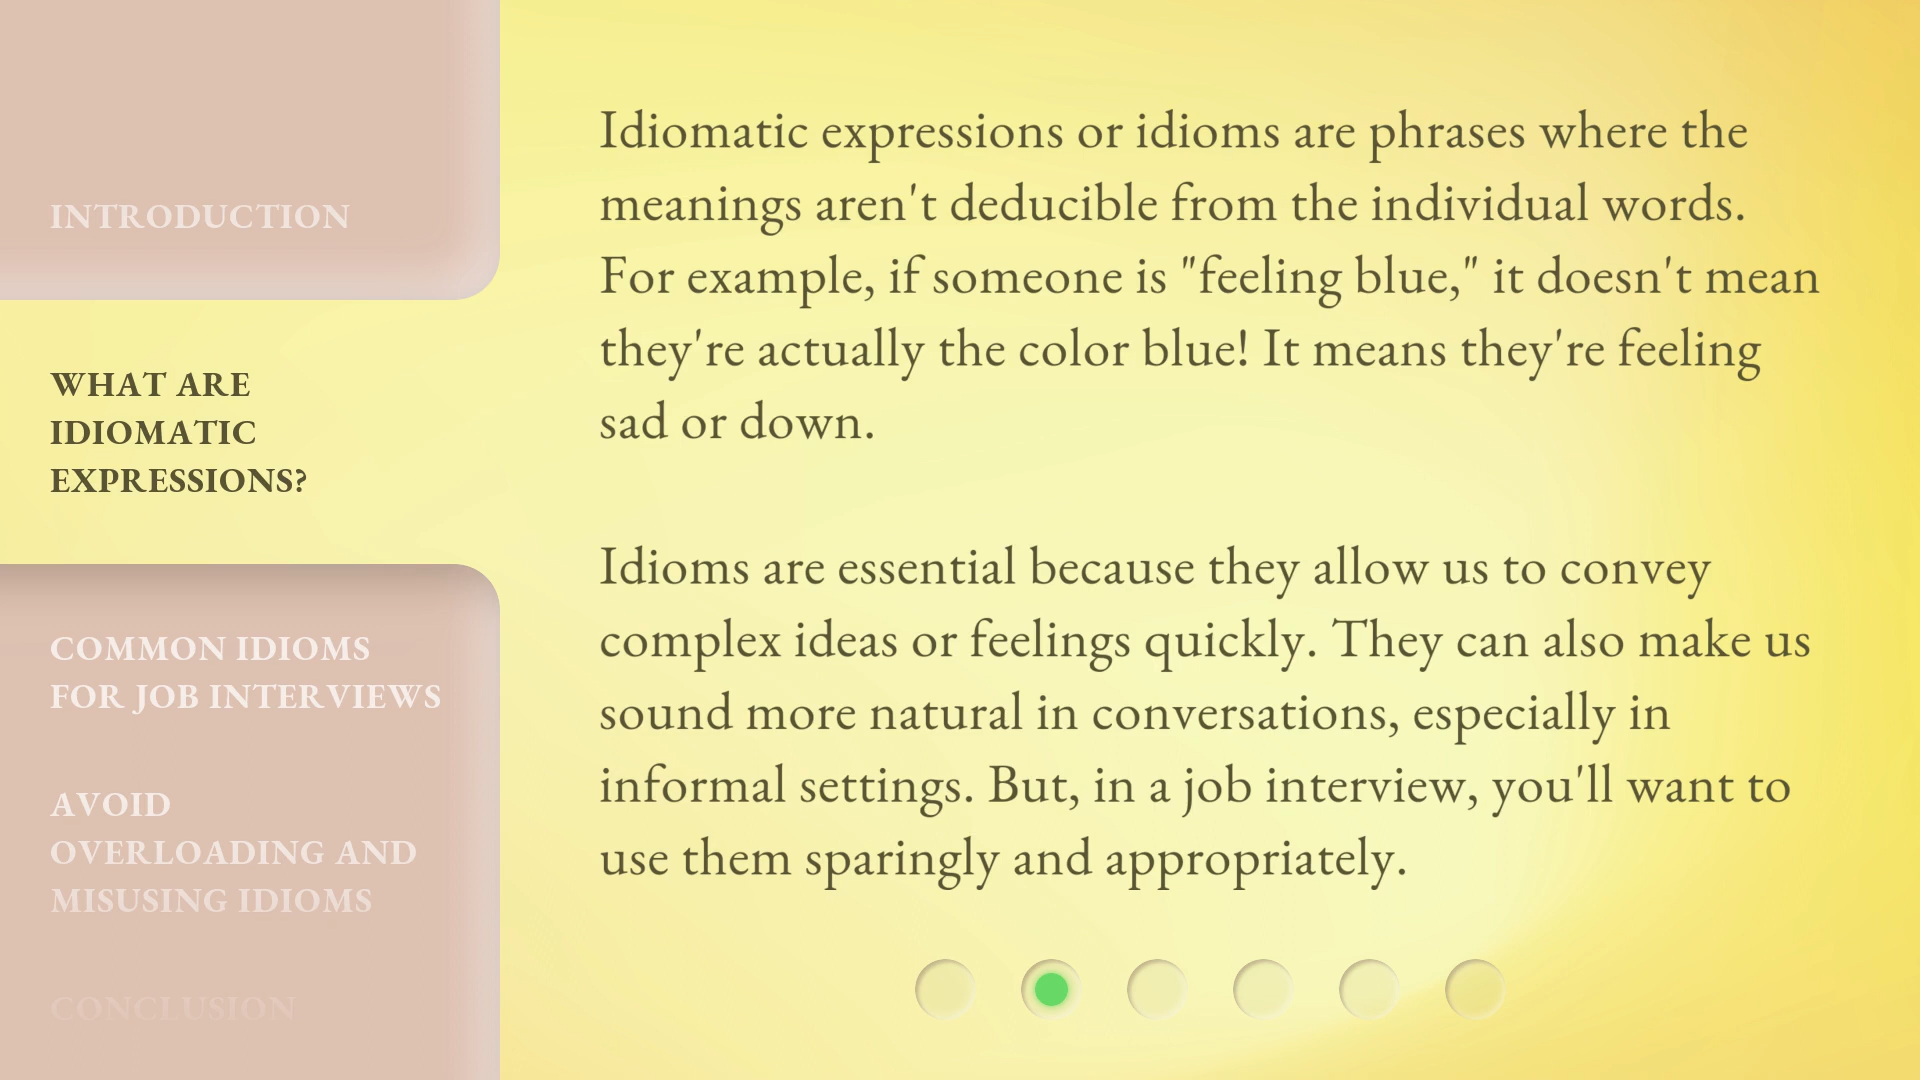 INTRODUCTION
WHAT ARE
IDIOMATIC
EXPRESSIONS?
COMMON IDIOMS
FOR JOB INTERVIEWS
AVOID
OVERLOADING AND
MISUSING IDIOMS
CONCLUSION
Idiomatic expressions or idioms are phrases where the
meanings aren't deducible from the individual words.
For example, if someone is "feeling blue," it doesn't mean
they're actually the color blue! It means they're feeling
sad or down.
Idioms are essential because they allow us to convey
complex ideas or feelings quickly. They can also make us
sound more natural in conversations, especially in
informal settings. But, in a job interview, you'll want to
use them sparingly and appropriately.